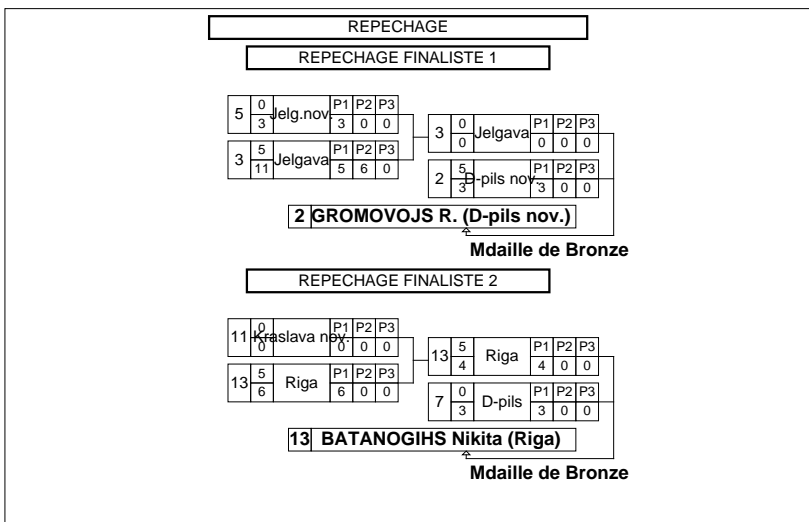 REPECHAGE
REPECHAGE FINALISTE 1
5 0 3 Jelg.nov. P1 P2 P3 3 0 0
3 5 11 Jelgava P1 P2 P3 5 6 0
3 0 0 Jelgava P1 P2 P3 0 0 0
2 5 3 D-pils nov. P1 P2 P3 3 0 0
2 GROMOVOJS R. (D-pils nov.)
Mdaille de Bronze
REPECHAGE FINALISTE 2
11 0 0 Kraslava nov. P1 P2 P3 0 0 0
13 5 6 Riga P1 P2 P3 6 0 0
13 5 4 Riga P1 P2 P3 4 0 0
7 0 3 D-pils P1 P2 P3 3 0 0
13 BATANOGIHS Nikita (Riga)
Mdaille de Bronze